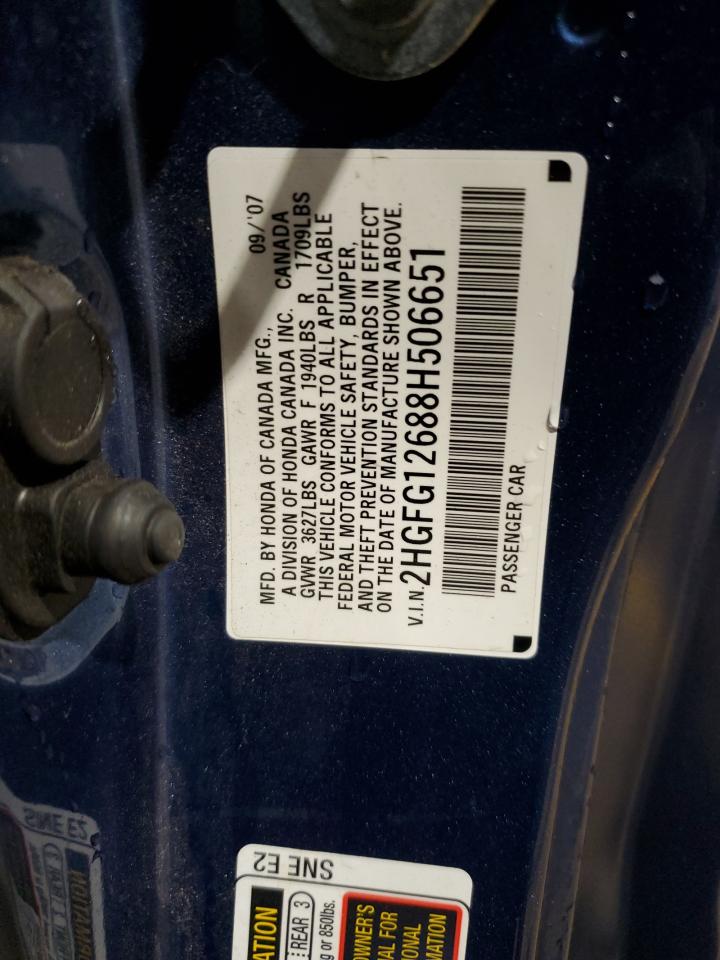 MFD. BY HONDA OF CANADA MFG., 09/'07
A DIVISION OF HONDA CANADA INC. CANADA
GVWR 3627LBS GAWR F 1940LBS R 1709LBS
THIS VEHICLE CONFORMS TO ALL APPLICABLE
FEDERAL MOTOR VEHICLE SAFETY, BUMPER,
AND THEFT PREVENTION STANDARDS IN EFFECT
ON THE DATE OF MANUFACTURE SHOWN ABOVE.
V.I.N. 2HGFG12688H506651
PASSENGER CAR
SNE E2
ATION
REAR 3
g or 850lbs.
OWNER'S
AL FOR
ONAL
MATION